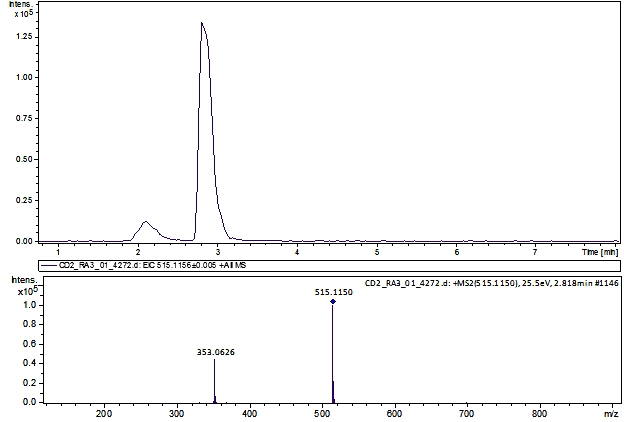 Intens.
x10⁵
1.25
1.00
0.75
0.50
0.25
0.00
1 2 3 4 5 6 7 Time [min]
CD2_RA3_01_4272.d: EIC 515.1156±0.005 +All MS
Intens.
x10⁵
CD2_RA3_01_4272.d: +MS2(515.1150), 25.5eV, 2.818min #1146
515.1150
1.0
0.8
0.6
353.0626
0.4
0.2
0.0
200 300 400 500 600 700 800 m/z